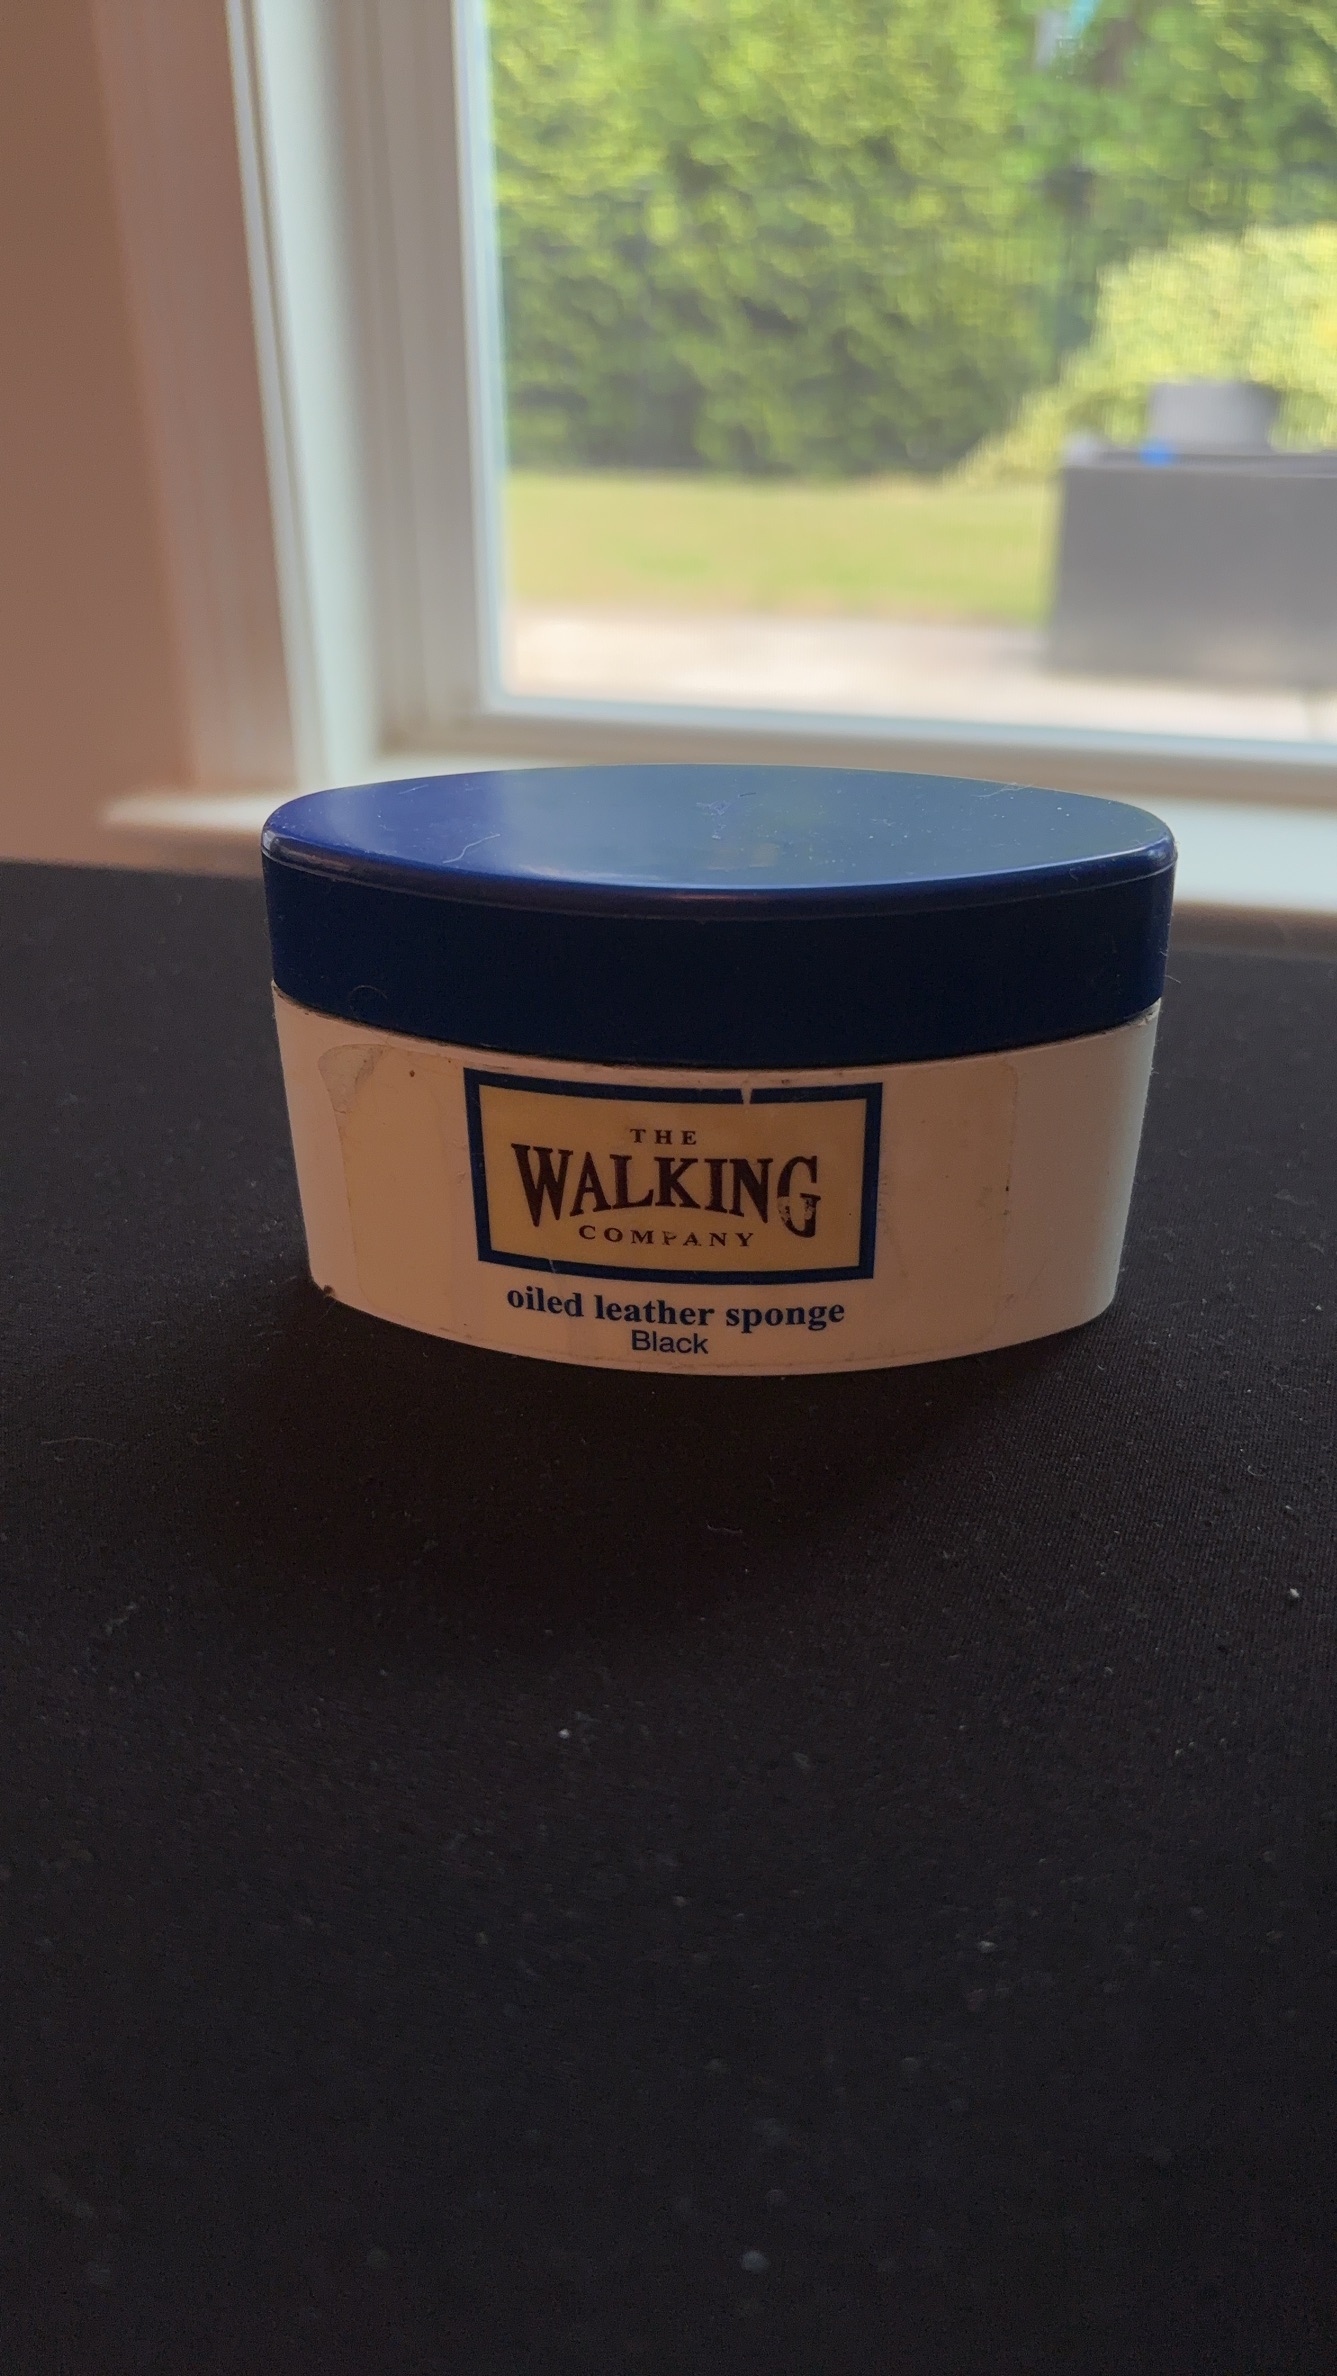 THE
WALKING
COMPANY
oiled leather sponge
Black